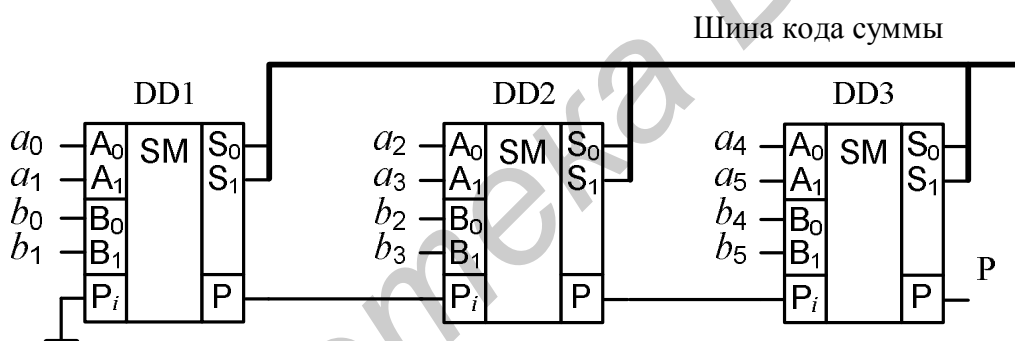 Шина кода суммы
DD1 DD2 DD3
a0 A0 SM S0 a2 A0 SM S0 a4 A0 SM S0
a1 A1 S1 a3 A1 S1 a5 A1 S1
b0 B0 b2 B0 b4 B0
b1 B1 b3 B1 b5 B1
P
Pi P Pi P Pi P